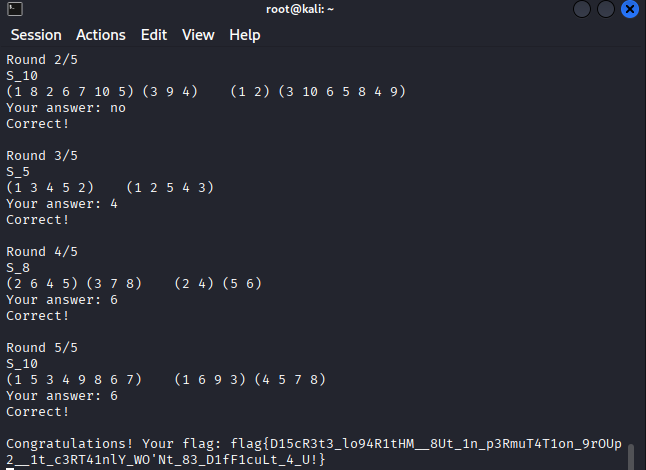 root@kali: ~
Session Actions Edit View Help
Round 2/5
S_10
(1 8 2 6 7 10 5) (3 9 4)    (1 2) (3 10 6 5 8 4 9)
Your answer: no
Correct!
Round 3/5
S_5
(1 3 4 5 2)    (1 2 5 4 3)
Your answer: 4
Correct!
Round 4/5
S_8
(2 6 4 5) (3 7 8)    (2 4) (5 6)
Your answer: 6
Correct!
Round 5/5
S_10
(1 5 3 4 9 8 6 7)    (1 6 9 3) (4 5 7 8)
Your answer: 6
Correct!
Congratulations! Your flag: flag{D15cR3t3_lo94R1tHM__8Ut_1n_p3RmuT4T1on_9rOUp
2__1t_c3RT41nlY_WO'Nt_83_D1fF1cuLt_4_U!}